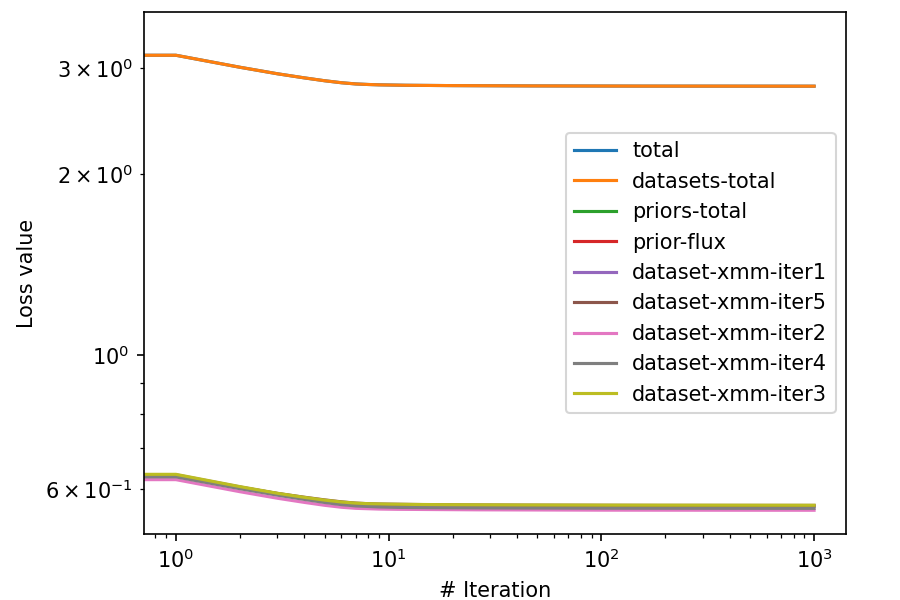 3 × 10⁰
2 × 10⁰
10⁰
6 × 10⁻¹
Loss value
total
datasets-total
priors-total
prior-flux
dataset-xmm-iter1
dataset-xmm-iter5
dataset-xmm-iter2
dataset-xmm-iter4
dataset-xmm-iter3
10⁰ 10¹ 10² 10³
# Iteration